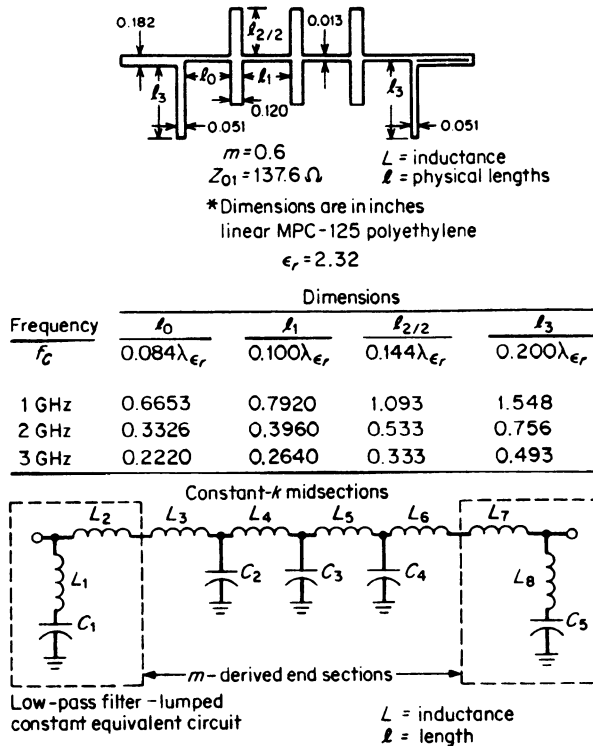 0.182
ℓ2/2
0.013
ℓ0
ℓ1
ℓ3
ℓ3
0.120
0.051
0.051
m = 0.6
L = inductance
Z01 = 137.6 Ω
ℓ = physical lengths
*Dimensions are in inches
linear MPC-125 polyethylene
ϵr = 2.32
Dimensions
Frequency ℓ0 ℓ1 ℓ2/2 ℓ3
fC 0.084λϵr 0.100λϵr 0.144λϵr 0.200λϵr
1 GHz 0.6653 0.7920 1.093 1.548
2 GHz 0.3326 0.3960 0.533 0.756
3 GHz 0.2220 0.2640 0.333 0.493
Constant-k midsections
L2 L3 L4 L5 L6 L7
L1 C2 C3 C4 L8
C1 C5
m-derived end sections
Low-pass filter-lumped
constant equivalent circuit
L = inductance
ℓ = length